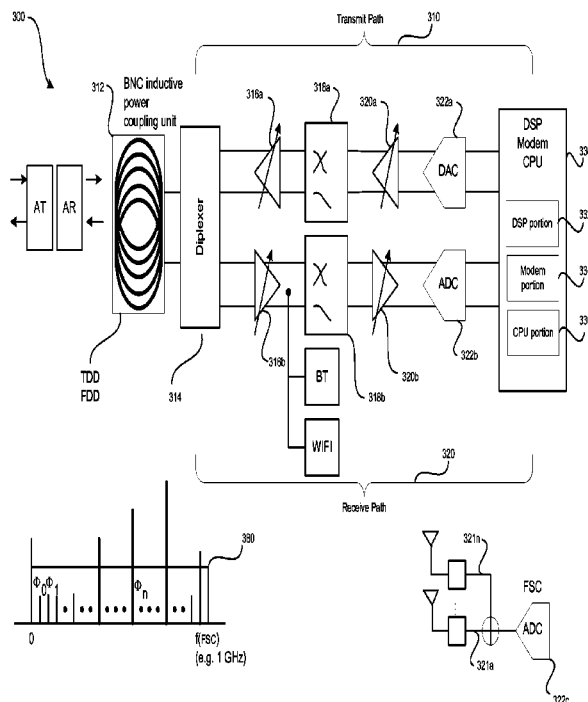 300
Transmit Path
310
312
BNC inductive
power
coupling unit
316a
318a
320a
322a
DSP
Modem
CPU
AT
AR
Diplexer
DAC
DSP portion
Modem
portion
CPU portion
ADC
316b
318b
320b
322b
TDD
FDD
314
BT
WIFI
320
Receive Path
380
Φ0 Φ1
Φn
0
f(FSC)
(e.g. 1 GHz)
321n
FSC
ADC
321a
322c